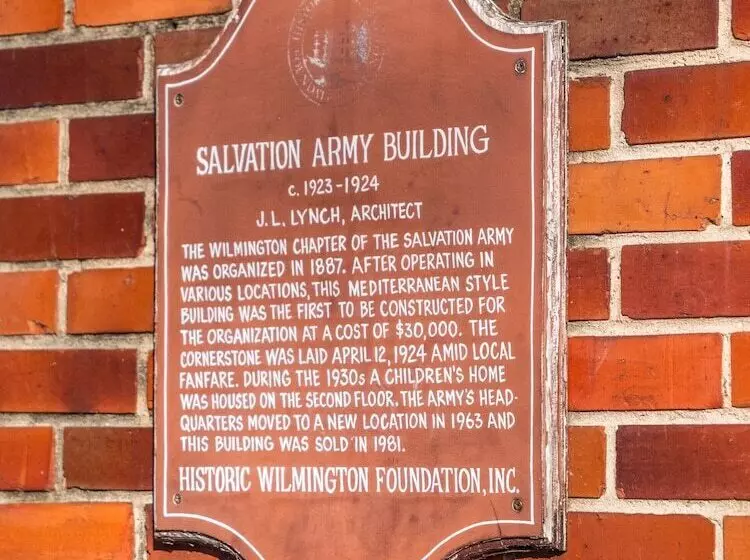 SALVATION ARMY BUILDING
c. 1923-1924
J.L. LYNCH, ARCHITECT
THE WILMINGTON CHAPTER OF THE SALVATION ARMY
WAS ORGANIZED IN 1887. AFTER OPERATING IN
VARIOUS LOCATIONS, THIS MEDITERRANEAN STYLE
BUILDING WAS THE FIRST TO BE CONSTRUCTED FOR
THE ORGANIZATION AT A COST OF $30,000. THE
CORNERSTONE WAS LAID APRIL 12, 1924 AMID LOCAL
FANFARE. DURING THE 1930s A CHILDREN'S HOME
WAS HOUSED ON THE SECOND FLOOR. THE ARMY'S HEAD-
QUARTERS MOVED TO A NEW LOCATION IN 1963 AND
THIS BUILDING WAS SOLD IN 1981.
HISTORIC WILMINGTON FOUNDATION, INC.